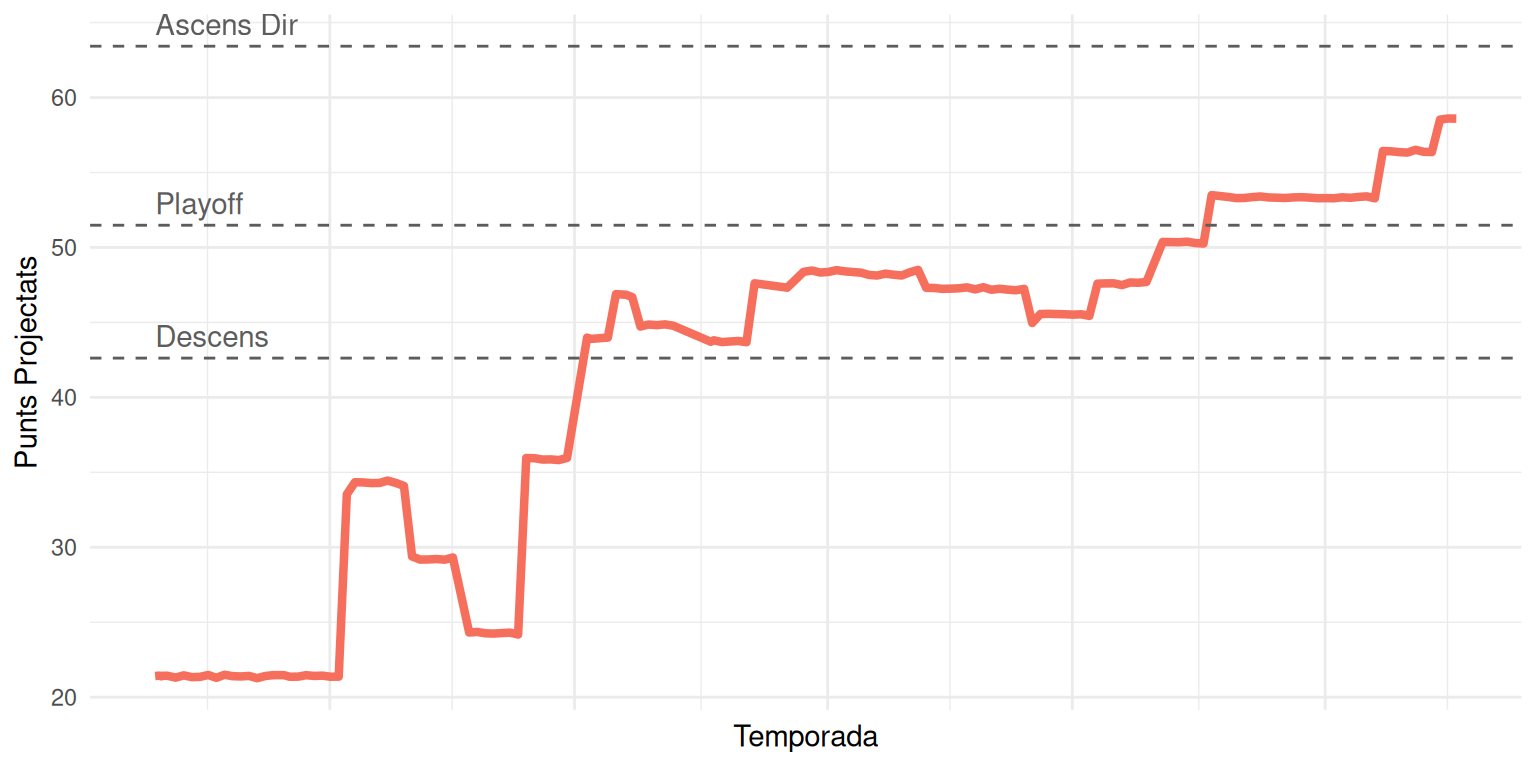 Ascens Dir
60
Playoff
50
Descens
40
30
20
Punts Projectats
Temporada